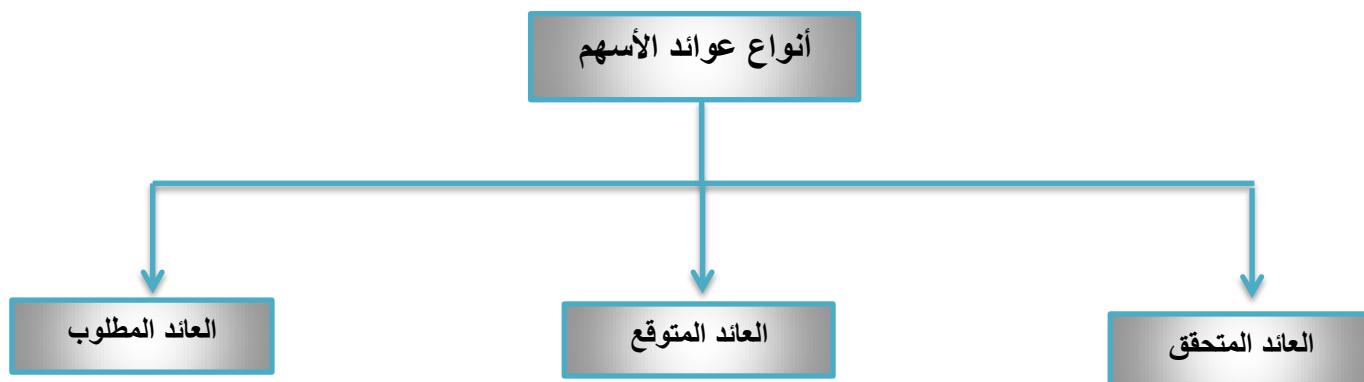 أنواع عوائد الأسهم
العائد المتحقق
العائد المتوقع
العائد المطلوب